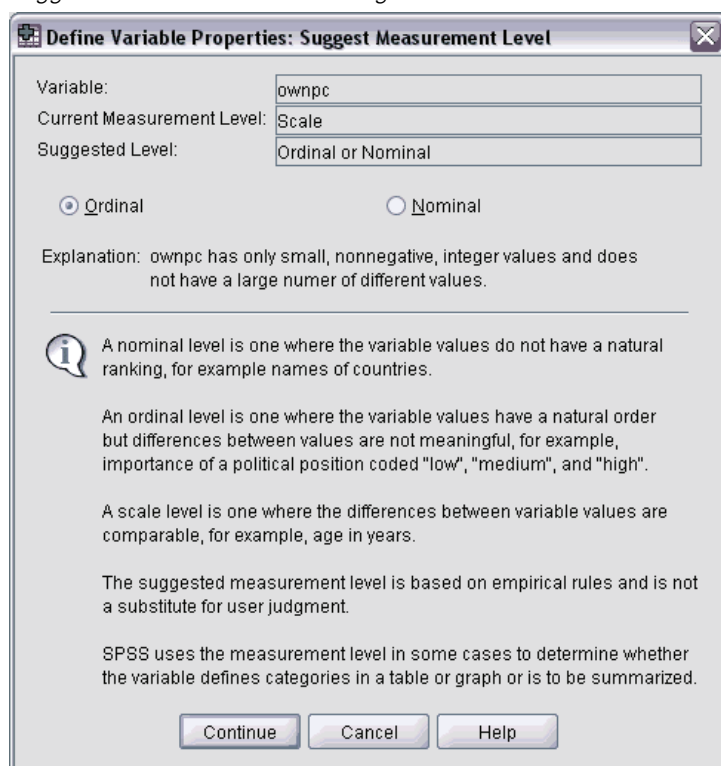 Define Variable Properties: Suggest Measurement Level
Variable: ownpc
Current Measurement Level: Scale
Suggested Level: Ordinal or Nominal
Ordinal Nominal
Explanation: ownpc has only small, nonnegative, integer values and does
not have a large numer of different values.
A nominal level is one where the variable values do not have a natural
ranking, for example names of countries.
An ordinal level is one where the variable values have a natural order
but differences between values are not meaningful, for example,
importance of a political position coded "low", "medium", and "high".
A scale level is one where the differences between variable values are
comparable, for example, age in years.
The suggested measurement level is based on empirical rules and is not
a substitute for user judgment.
SPSS uses the measurement level in some cases to determine whether
the variable defines categories in a table or graph or is to be summarized.
Continue Cancel Help